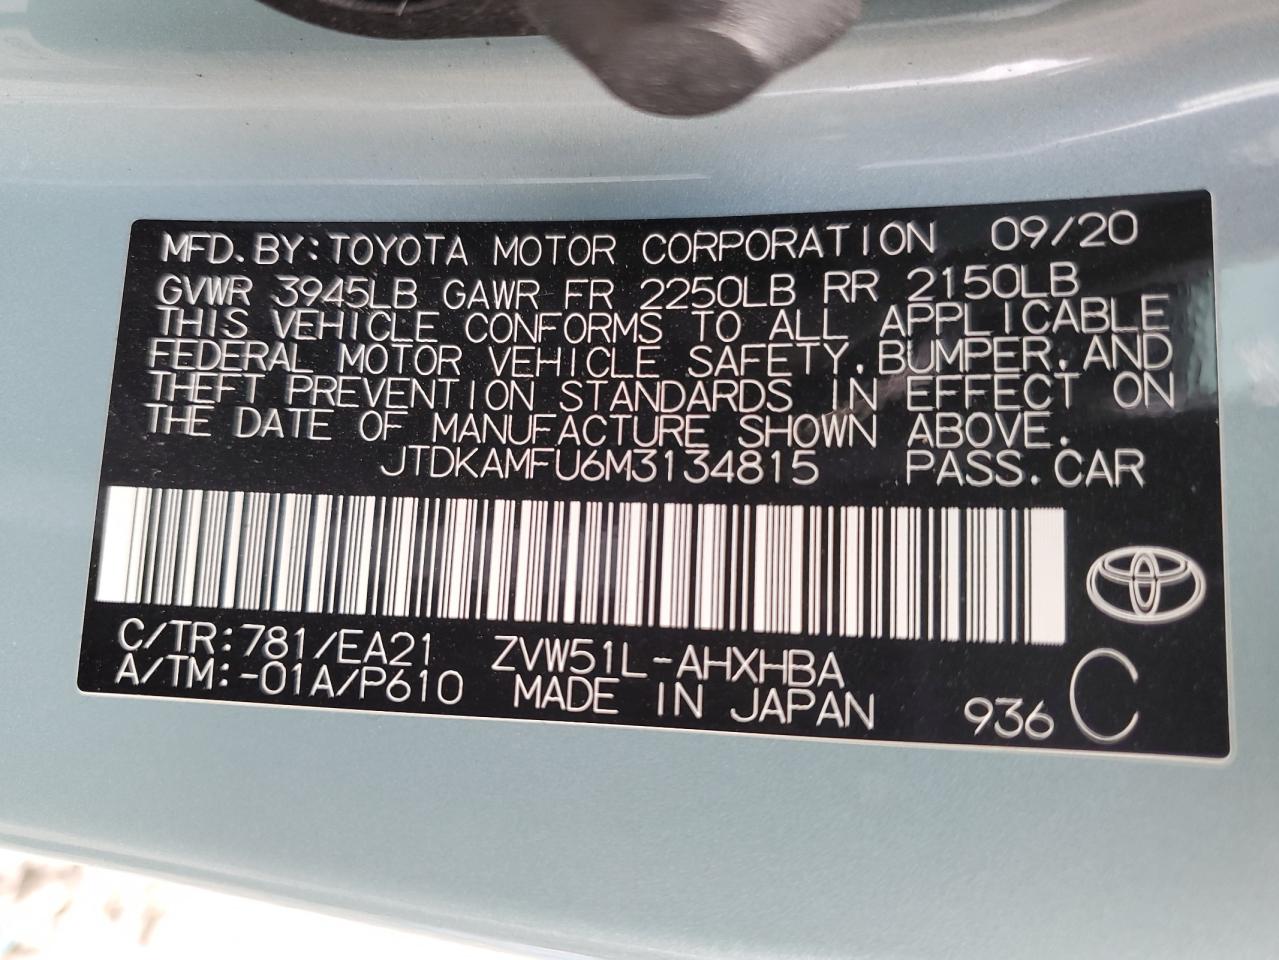 MFD. BY: TOYOTA MOTOR CORPORATION 09/20
GVWR 3945LB GAWR FR 2250LB RR 2150LB
THIS VEHICLE CONFORMS TO ALL APPLICABLE
FEDERAL MOTOR VEHICLE SAFETY, BUMPER, AND
THEFT PREVENTION STANDARDS IN EFFECT ON
THE DATE OF MANUFACTURE SHOWN ABOVE.
JTDKAMFU6M3134815 PASS. CAR
C/TR: 781/EA21 ZVW51L-AHXHBA
A/TM: -01A/P610 MADE IN JAPAN 936 C